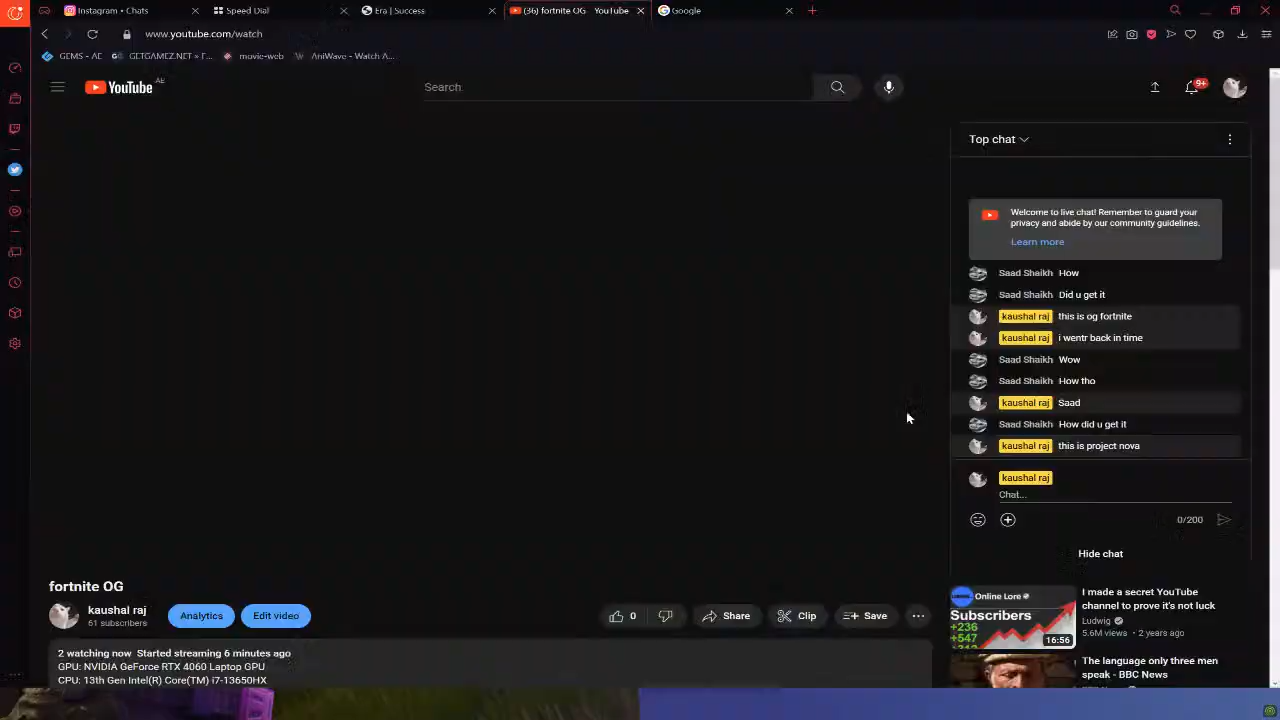 Instagram • Chats
Speed Dial
Era | Success
(36) fortnite OG YouTube
Google
www.youtube.com/watch
GEMS - AE
GETGAMEZ.NET » F...
movie-web
AniWave - Watch A...
YouTube AE
Search
9+
Top chat
Welcome to live chat! Remember to guard your
privacy and abide by our community guidelines.
Learn more
Saad Shaikh How
Saad Shaikh Did u get it
kaushal raj this is og fortnite
kaushal raj i wentr back in time
Saad Shaikh Wow
Saad Shaikh How tho
kaushal raj Saad
Saad Shaikh How did u get it
kaushal raj this is project nova
kaushal raj
Chat...
0/200
Hide chat
fortnite OG
kaushal raj
61 subscribers
Analytics
Edit video
0
Share
Clip
Save
2 watching now Started streaming 6 minutes ago
GPU: NVIDIA GeForce RTX 4060 Laptop GPU
CPU: 13th Gen Intel(R) Core(TM) i7-13650HX
Online Lore
Subscribers
+236
+547
16:56
I made a secret YouTube
channel to prove it's not luck
Ludwig
5.6M views • 2 years ago
The language only three men
speak - BBC News